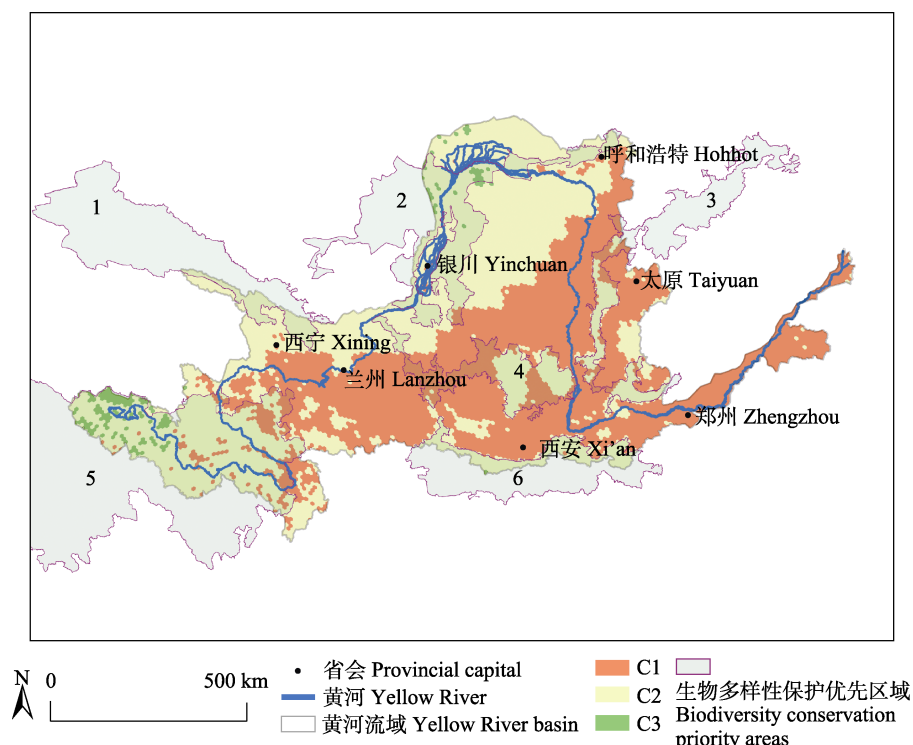 呼和浩特 Hohhot
1
2
3
银川 Yinchuan
太原 Taiyuan
西宁 Xining
兰州 Lanzhou
4
郑州 Zhengzhou
西安 Xi'an
5
6
N
0
500 km
省会 Provincial capital
黄河 Yellow River
黄河流域 Yellow River basin
C1
C2
C3
生物多样性保护优先区域
Biodiversity conservation
priority areas